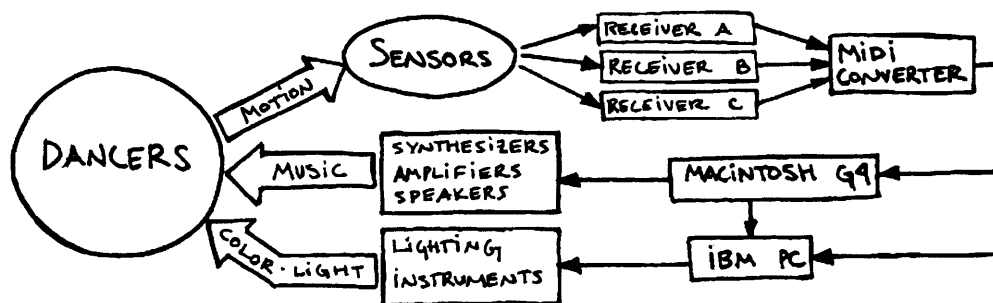 DANCERS
MOTION
SENSORS
RECEIVER A
RECEIVER B
RECEIVER C
MIDI
CONVERTER
MUSIC
SYNTHESIZERS
AMPLIFIERS
SPEAKERS
MACINTOSH G4
COLOR · LIGHT
LIGHTING
INSTRUMENTS
IBM PC